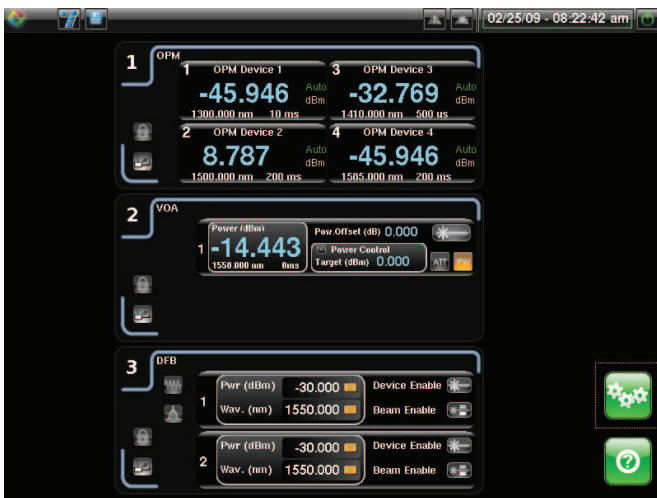 02/25/09 - 08:22:42 am
1 OPM
1 OPM Device 1
-45.946 Auto dBm
1300.000 nm 10 ms
3 OPM Device 3
-32.769 Auto dBm
1410.000 nm 500 us
2 OPM Device 2
8.787 Auto dBm
1500.000 nm 200 ms
4 OPM Device 4
-45.946 Auto dBm
1585.000 nm 200 ms
2 VOA
1
Power (dBm)
-14.443
1550.000 nm 0ms
Pow.Offset (dB) 0.000
Power Control
Target (dBm) 0.000
ATT PW
3 DFB
1
Pwr (dBm) -30.000 Device Enable
Wav. (nm) 1550.000 Beam Enable
2
Pwr (dBm) -30.000 Device Enable
Wav. (nm) 1550.000 Beam Enable
?